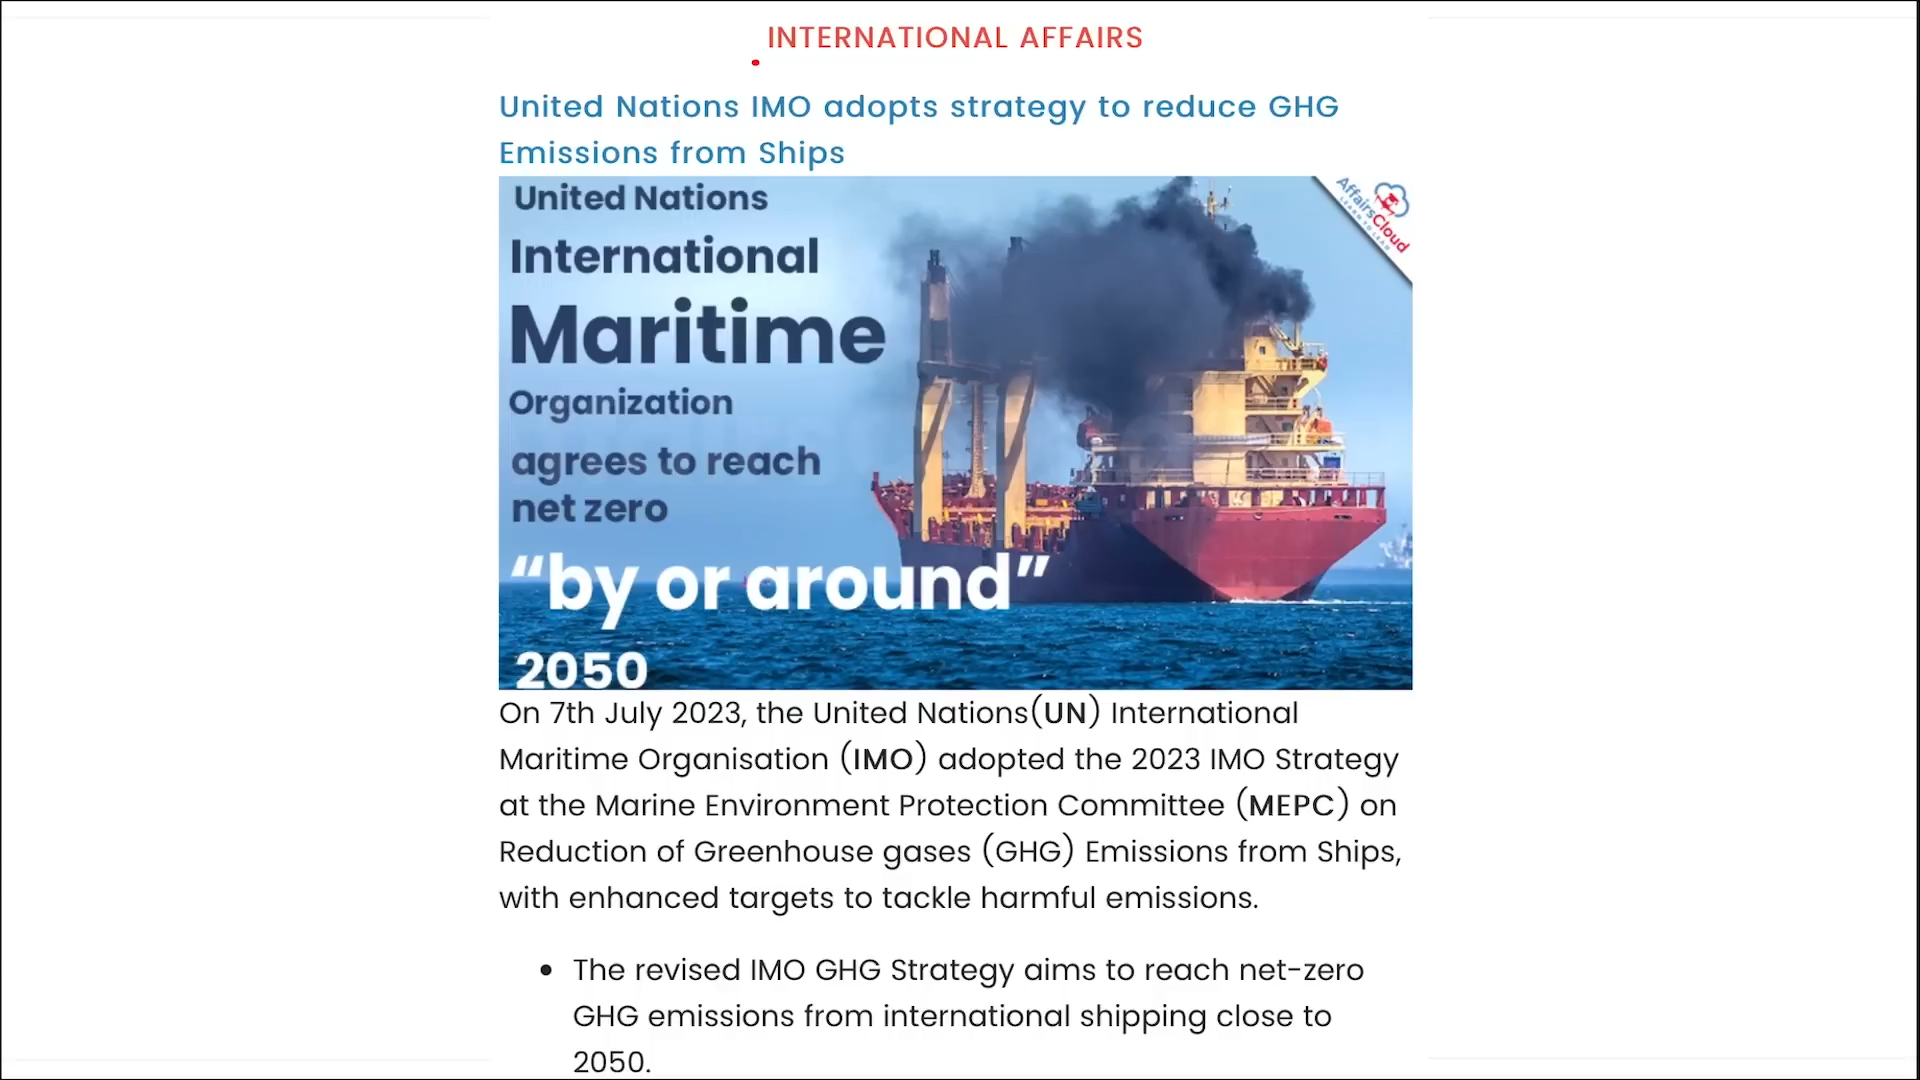 INTERNATIONAL AFFAIRS
United Nations IMO adopts strategy to reduce GHG
Emissions from Ships
United Nations
International
Maritime
Organization
agrees to reach
net zero
“by or around”
2050
AffairsCloud
LEARN TO LEAD
On 7th July 2023, the United Nations(UN) International
Maritime Organisation (IMO) adopted the 2023 IMO Strategy
at the Marine Environment Protection Committee (MEPC) on
Reduction of Greenhouse gases (GHG) Emissions from Ships,
with enhanced targets to tackle harmful emissions.
• The revised IMO GHG Strategy aims to reach net-zero
GHG emissions from international shipping close to
2050.